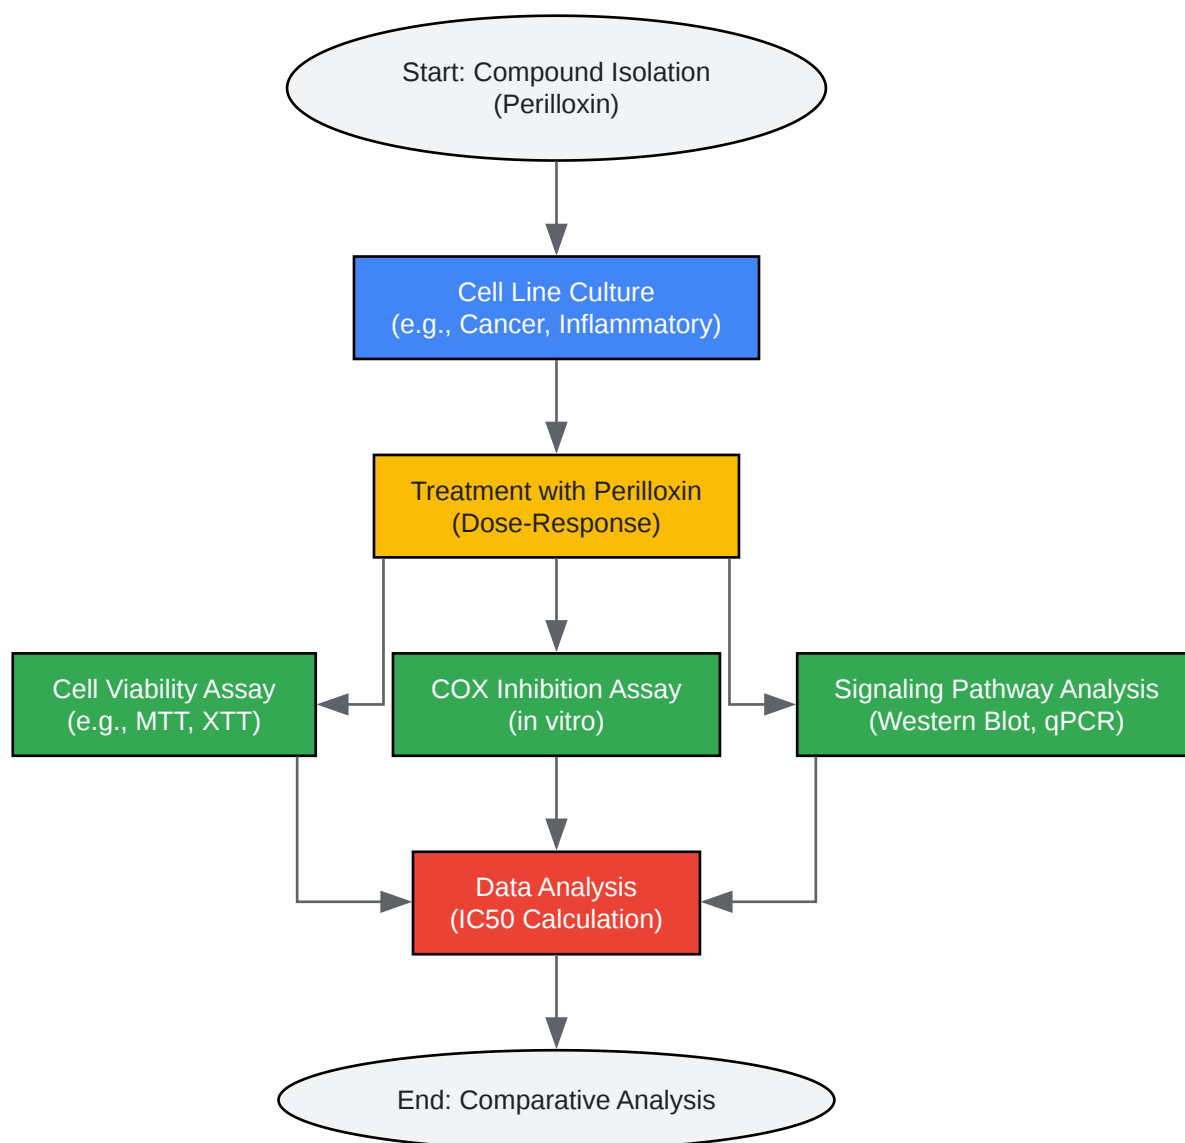 Start: Compound Isolation
(Perilloxin)
Cell Line Culture
(e.g., Cancer, Inflammatory)
Treatment with Perilloxin
(Dose-Response)
Cell Viability Assay
(e.g., MTT, XTT)
COX Inhibition Assay
(in vitro)
Signaling Pathway Analysis
(Western Blot, qPCR)
Data Analysis
(IC50 Calculation)
End: Comparative Analysis